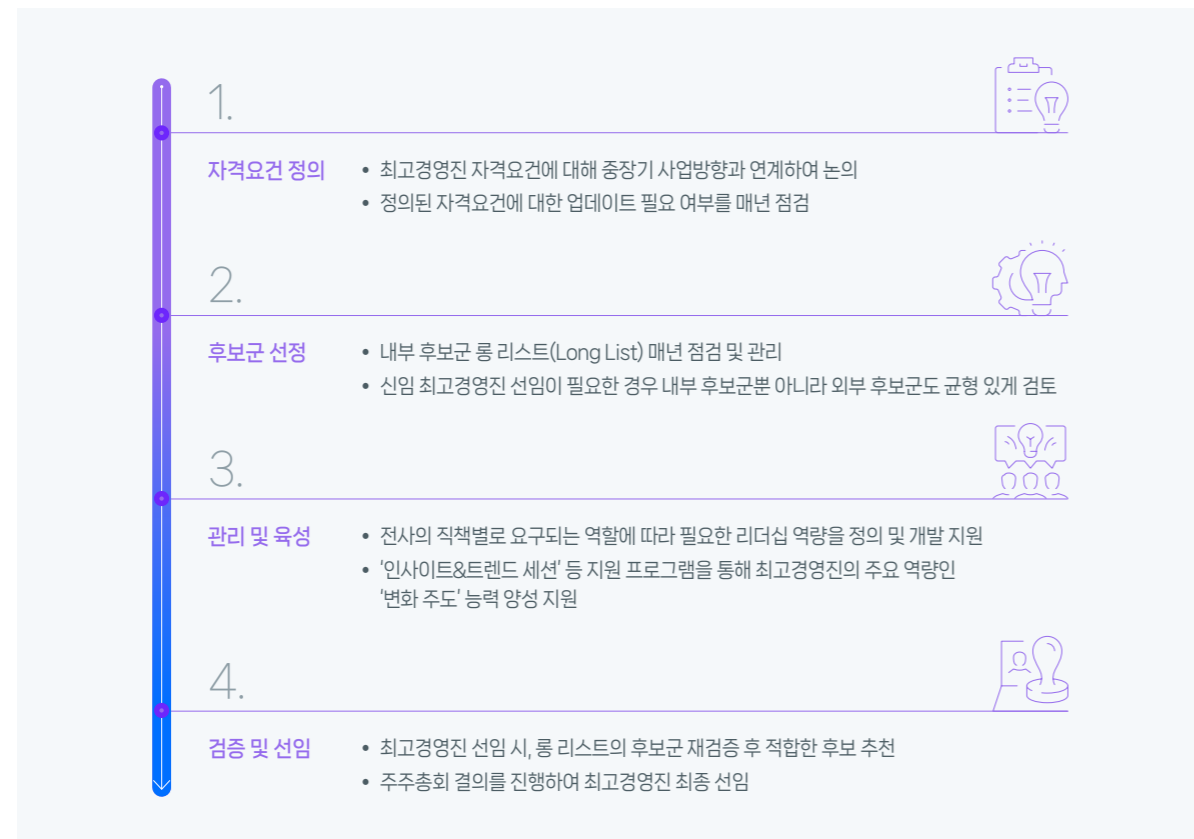 1.
자격요건 정의
• 최고경영진 자격요건에 대해 중장기 사업방향과 연계하여 논의
• 정의된 자격요건에 대한 업데이트 필요 여부를 매년 점검
2.
후보군 선정
• 내부 후보군 롱 리스트(Long List) 매년 점검 및 관리
• 신임 최고경영진 선임이 필요한 경우 내부 후보군뿐 아니라 외부 후보군도 균형 있게 검토
3.
관리 및 육성
• 전사의 직책별로 요구되는 역할에 따라 필요한 리더십 역량을 정의 및 개발 지원
• ‘인사이트&트렌드 세션’ 등 지원 프로그램을 통해 최고경영진의 주요 역량인
‘변화 주도’ 능력 양성 지원
4.
검증 및 선임
• 최고경영진 선임 시, 롱 리스트의 후보군 재검증 후 적합한 후보 추천
• 주주총회 결의를 진행하여 최고경영진 최종 선임